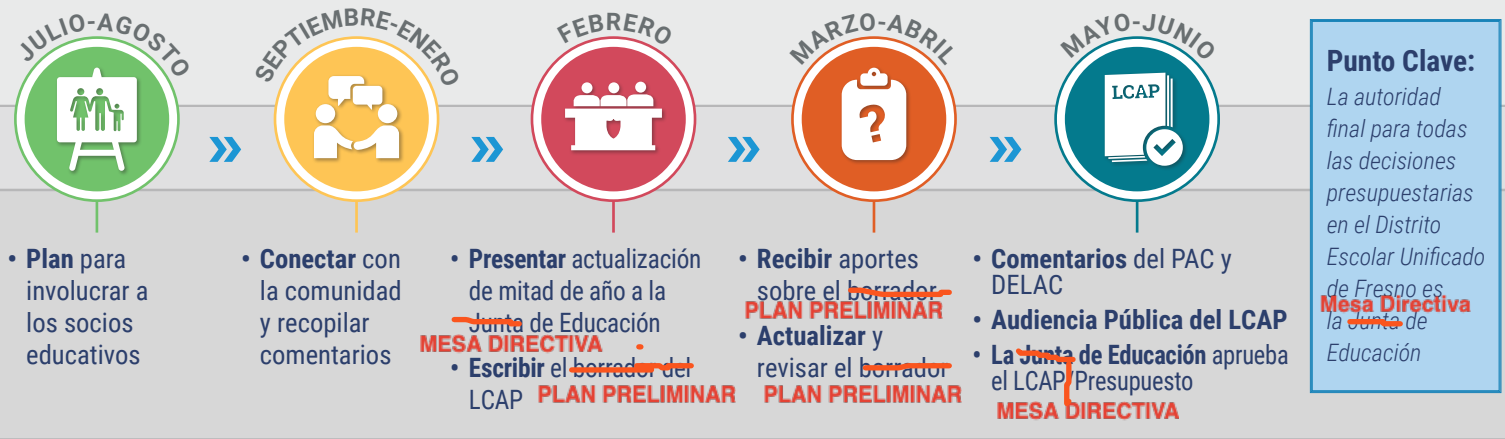 JULIO-AGOSTO
SEPTIEMBRE-ENERO
FEBRERO
MARZO-ABRIL
MAYO-JUNIO
LCAP
?
• Plan para
involucrar a
los socios
educativos
• Conectar con
la comunidad
y recopilar
comentarios
• Presentar actualización
de mitad de año a la
Junta de Educación
MESA DIRECTIVA
• Escribir el borrador del
LCAP PLAN PRELIMINAR
• Recibir aportes
sobre el borrador
PLAN PRELIMINAR
• Actualizar y
revisar el borrador
PLAN PRELIMINAR
• Comentarios del PAC y
DELAC
• Audiencia Pública del LCAP
• La Junta de Educación aprueba
el LCAP/Presupuesto
MESA DIRECTIVA
Punto Clave:
La autoridad
final para todas
las decisiones
presupuestarias
en el Distrito
Escolar Unificado
de Fresno es
Mesa Directiva
la Junta de
Educación